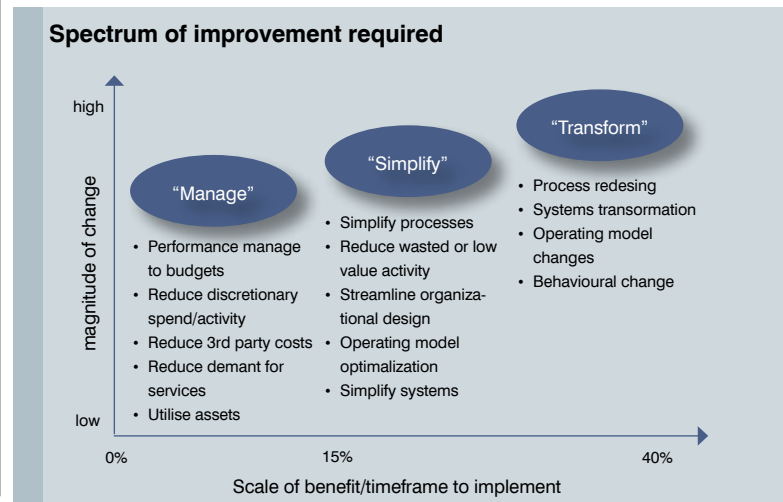 Spectrum of improvement required
high
magnitude of change
low
“Manage”
• Performance manage
to budgets
• Reduce discretionary
spend/activity
• Reduce 3rd party costs
• Reduce demant for
services
• Utilise assets
“Simplify”
• Simplify processes
• Reduce wasted or low
value activity
• Streamline organiza-
tional design
• Operating model
optimalization
• Simplify systems
“Transform”
• Process redesing
• Systems transormation
• Operating model
changes
• Behavioural change
0%
15%
40%
Scale of benefit/timeframe to implement